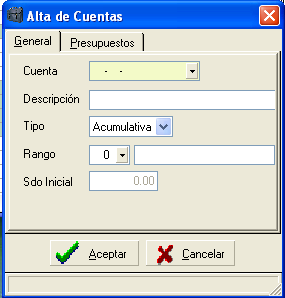 Alta de Cuentas
General Presupuestos
Cuenta - -
Descripción
Tipo Acumulativa
Rango 0
Sdo Inicial 0.00
Aceptar Cancelar